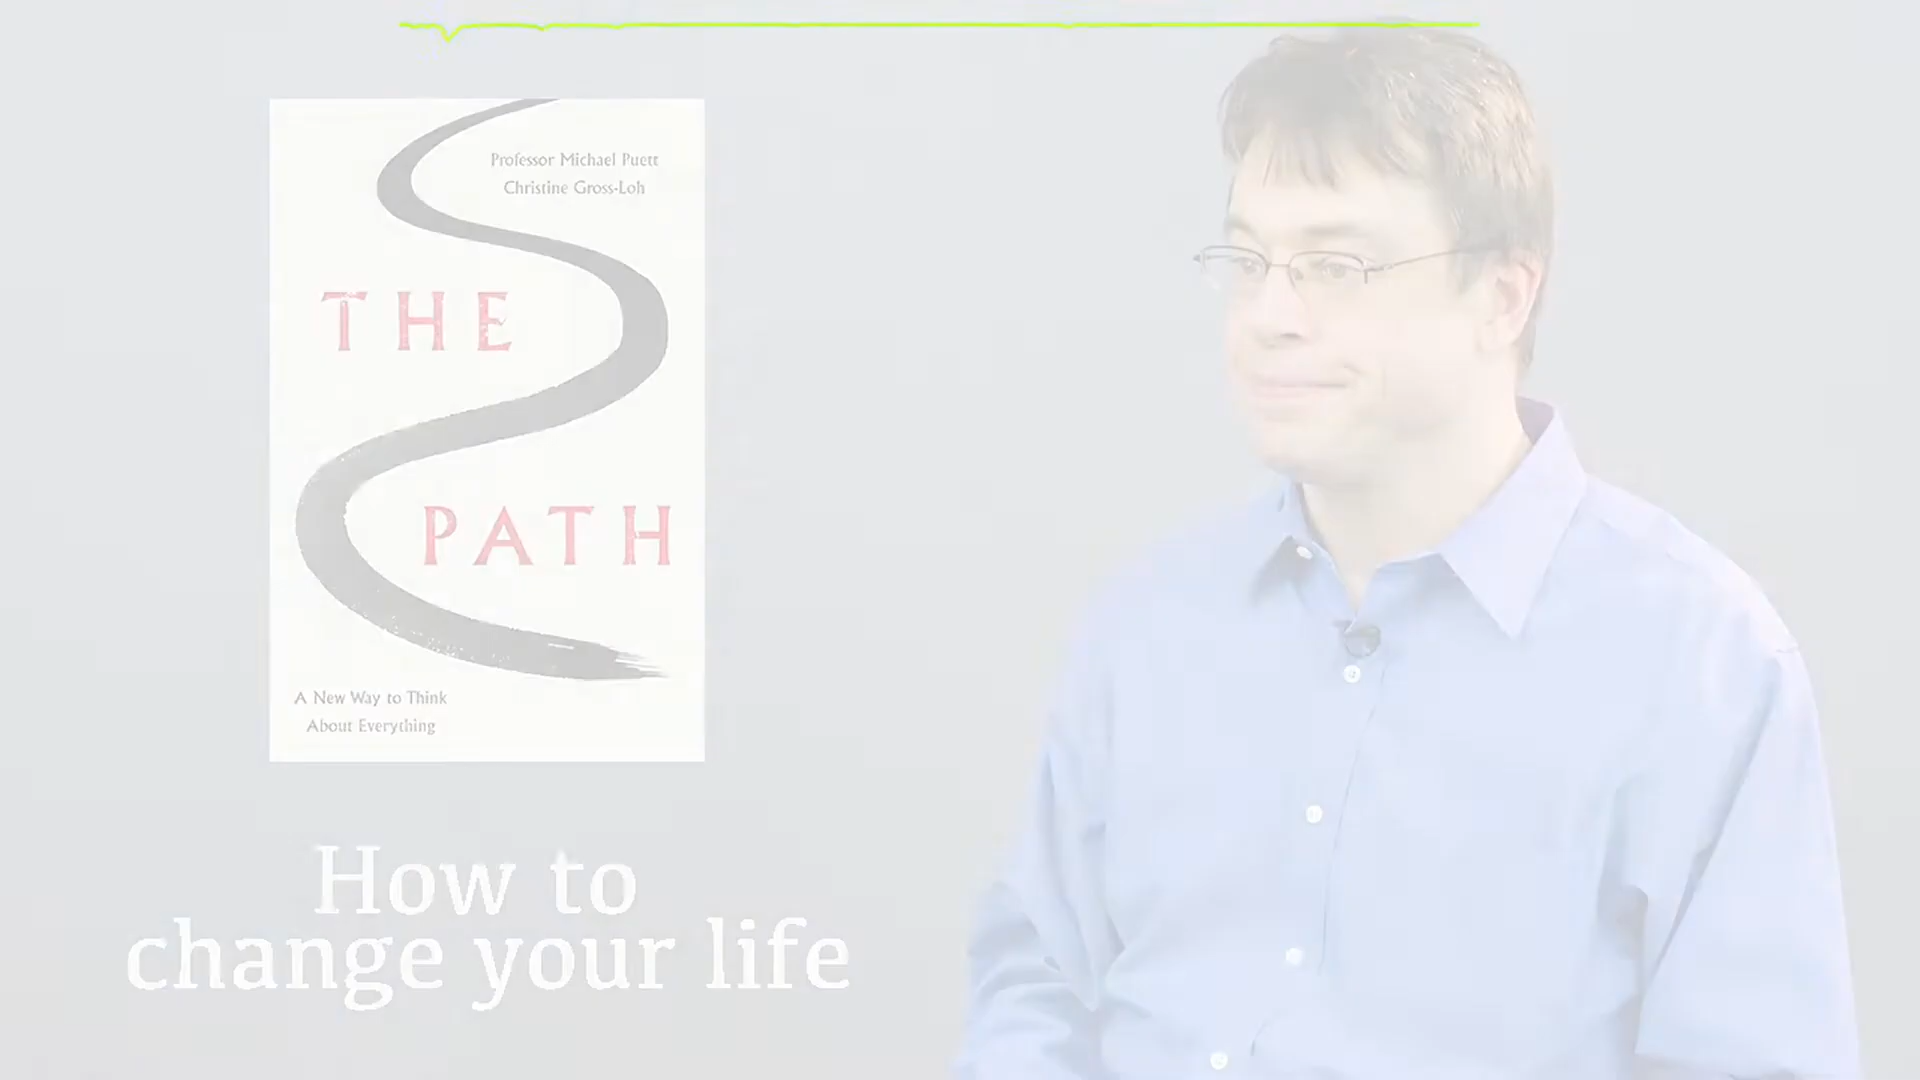 Professor Michael Puett
Christine Gross-Loh
THE
PATH
A New Way to Think
About Everything
How to
change your life